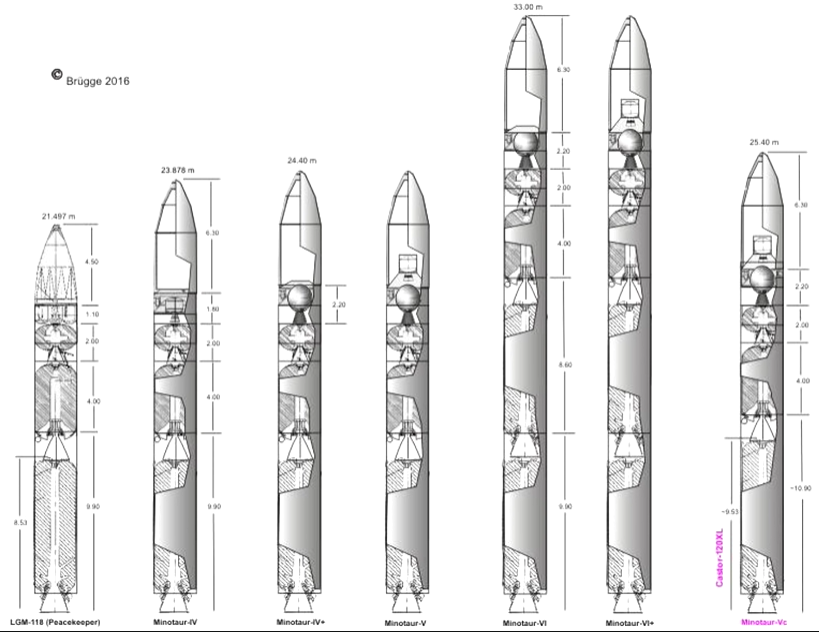 33.00 m
© Brügge 2016
6.30
25.40 m
24.40 m
23.878 m
2.20
21.497 m
2.00
6.30
6.30
4.00
4.50
2.20
1.10
1.60
2.20
2.00
2.00
2.00
8.60
4.00
4.00
4.00
9.90
9.90
9.90
~10.90
~9.53
8.53
Castor-120XL
LGM-118 (Peacekeeper)
Minotaur-IV
Minotaur-IV+
Minotaur-V
Minotaur-VI
Minotaur-VI+
Minotaur-Vc